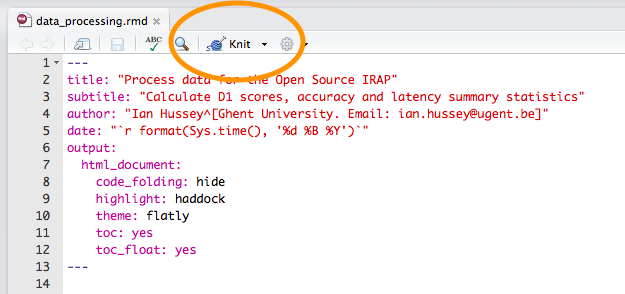 data_processing.rmd
ABC
Knit
1 ---
2 title: "Process data for the Open Source IRAP"
3 subtitle: "Calculate D1 scores, accuracy and latency summary statistics"
4 author: "Ian Hussey^[Ghent University. Email: ian.hussey@ugent.be]"
5 date: "`r format(Sys.time(), '%d %B %Y')`"
6 output:
7   html_document:
8     code_folding: hide
9     highlight: haddock
10     theme: flatly
11     toc: yes
12     toc_float: yes
13 ---
14